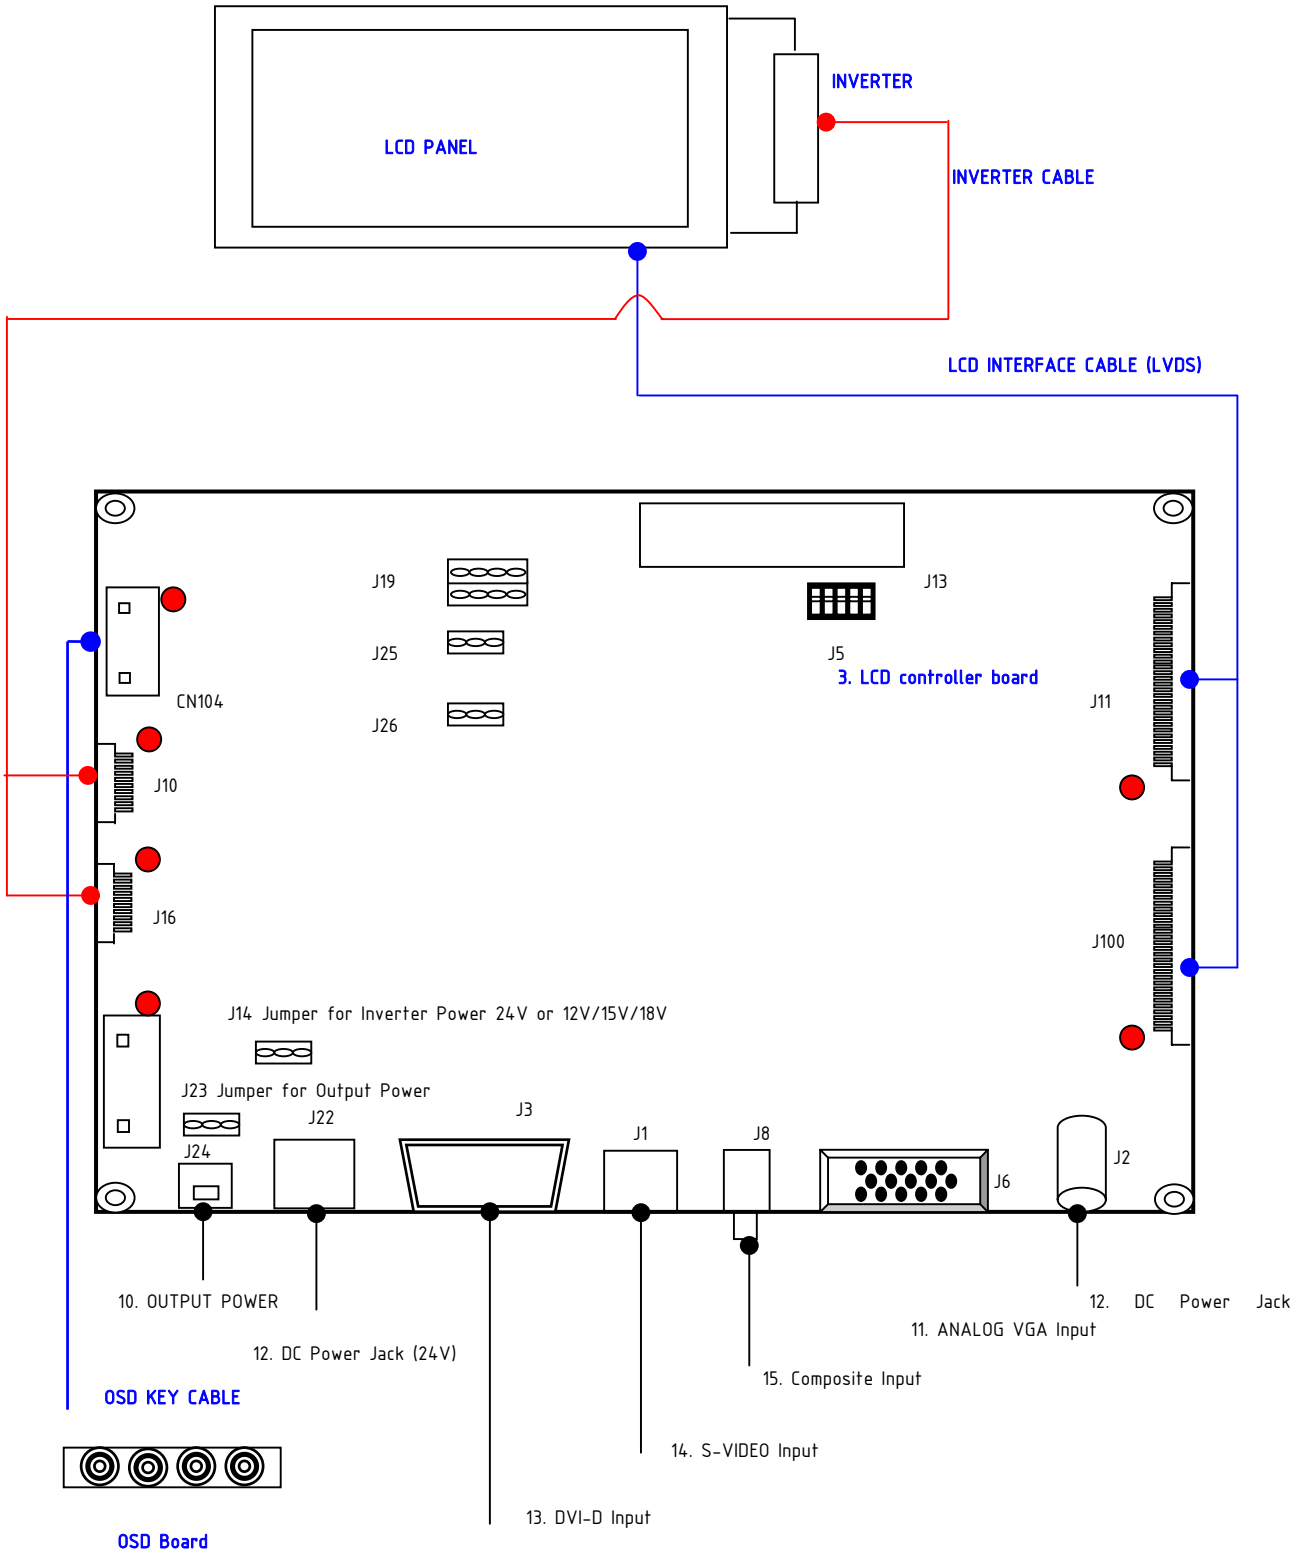 INVERTER
LCD PANEL
INVERTER CABLE
LCD INTERFACE CABLE (LVDS)
J19
J13
J25
J5
3. LCD controller board
CN104
J11
J26
J10
J16
J100
J14 Jumper for Inverter Power 24V or 12V/15V/18V
J23 Jumper for Output Power
J22
J3
J1
J8
J24
J2
J6
10. OUTPUT POWER
12. DC Power Jack
11. ANALOG VGA Input
12. DC Power Jack (24V)
15. Composite Input
OSD KEY CABLE
14. S-VIDEO Input
13. DVI-D Input
OSD Board